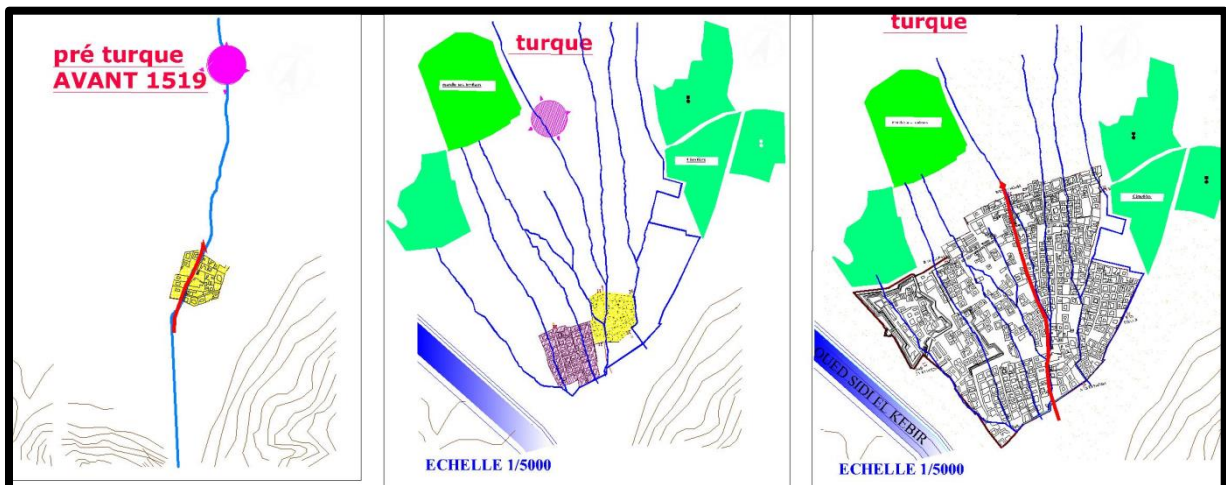 pré turque
AVANT 1519
turque
ECHELLE 1/5000
turque
OUED SIDI EL KEBIR
ECHELLE 1/5000